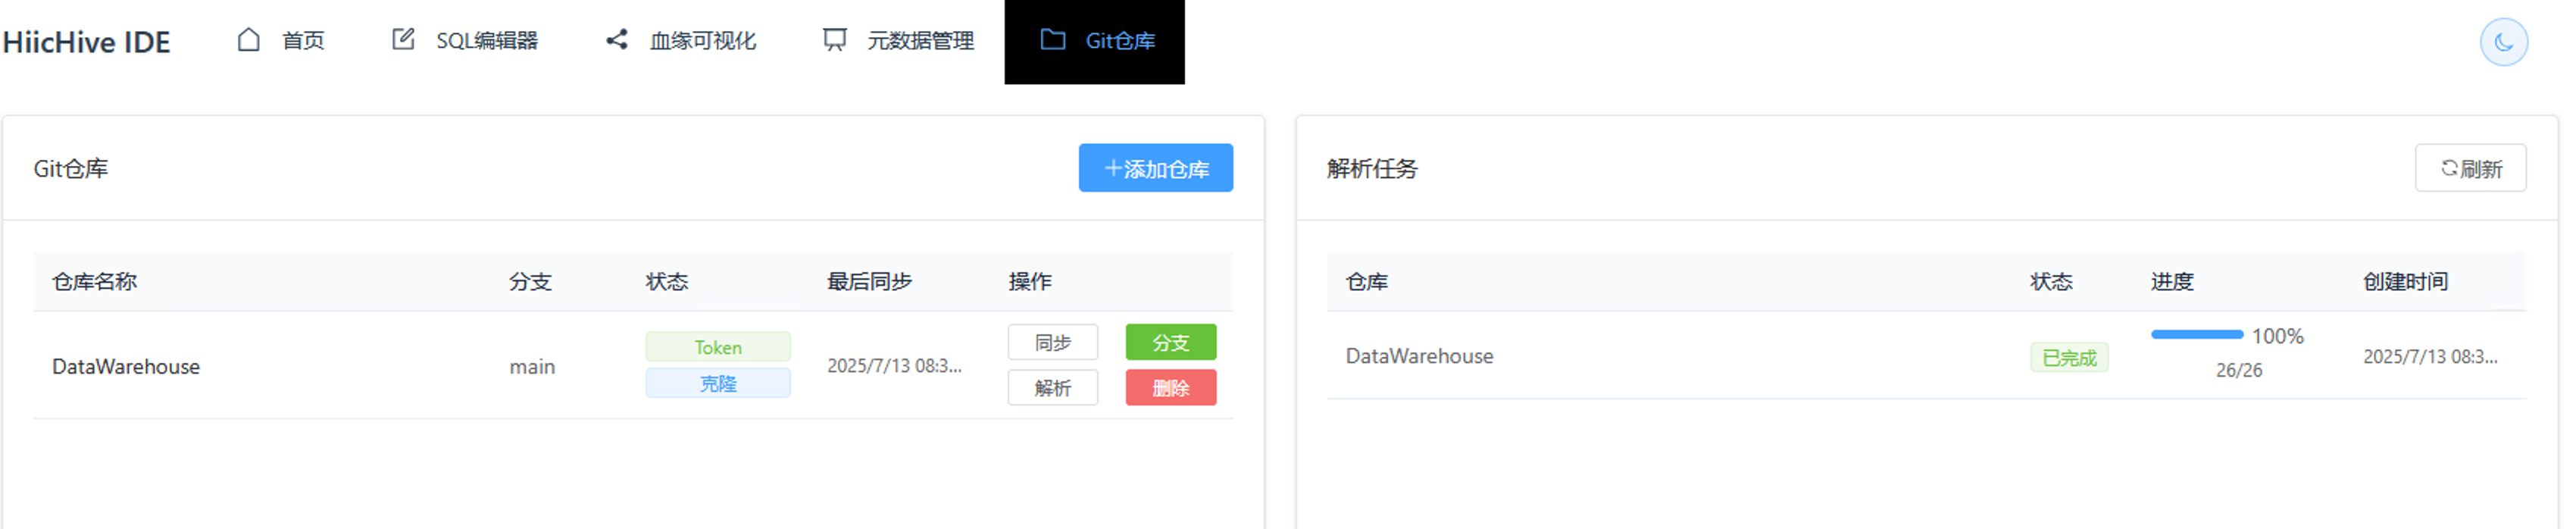 HiicHive IDE 首页 SQL编辑器 血缘可视化 元数据管理 Git仓库
Git仓库 +添加仓库
仓库名称 分支 状态 最后同步 操作
DataWarehouse main Token 克隆 2025/7/13 08:3... 同步 分支 解析 删除
解析任务 刷新
仓库 状态 进度 创建时间
DataWarehouse 已完成 100% 26/26 2025/7/13 08:3...